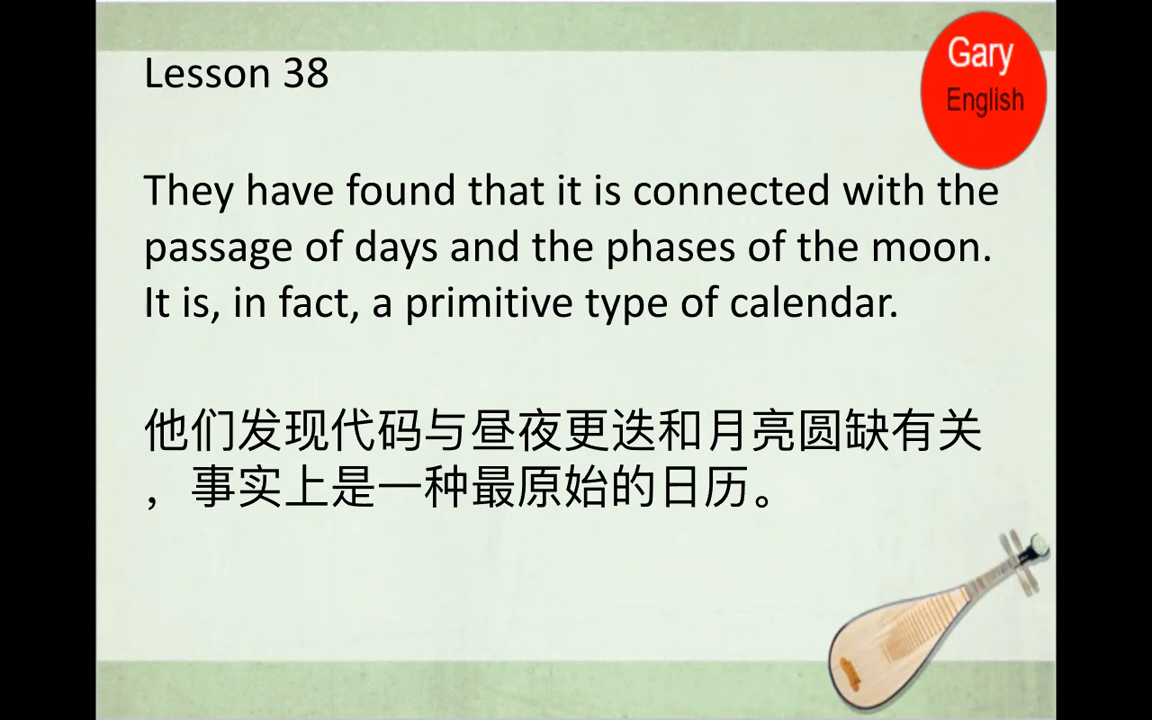 Gary
English
Lesson 38
They have found that it is connected with the
passage of days and the phases of the moon.
It is, in fact, a primitive type of calendar.
他们发现代码与昼夜更迭和月亮圆缺有关
，事实上是一种最原始的日历。